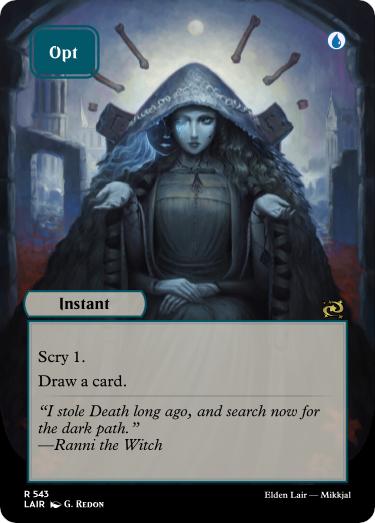 Opt
Instant
Scry 1.
Draw a card.
“I stole Death long ago, and search now for
the dark path.”
—Ranni the Witch
R 543
LAIR G. Redon
Elden Lair — Mikkjal